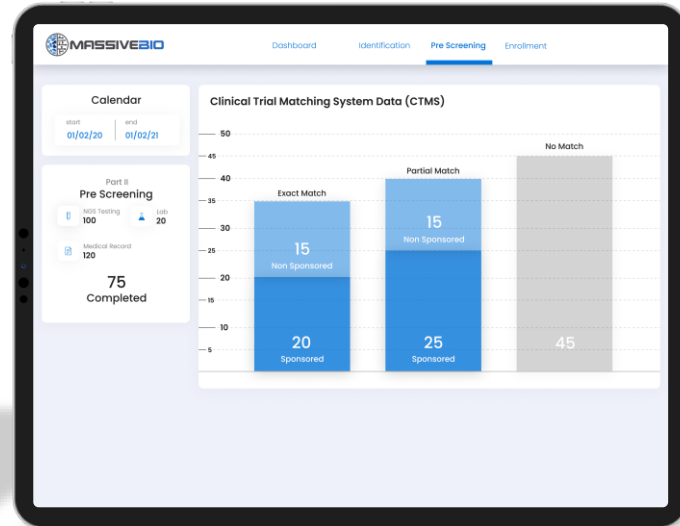 MASSIVEBIO
Dashboard
Identification
Pre Screening
Enrollment
Calendar
start
01/02/20
end
01/02/21
Part II
Pre Screening
NGS Testing
100
Lab
20
Medical Record
120
75
Completed
Clinical Trial Matching System Data (CTMS)
50
45
40
35
30
25
20
15
10
5
Exact Match
15
Non Sponsored
20
Sponsored
Partial Match
15
Non Sponsored
25
Sponsored
No Match
45